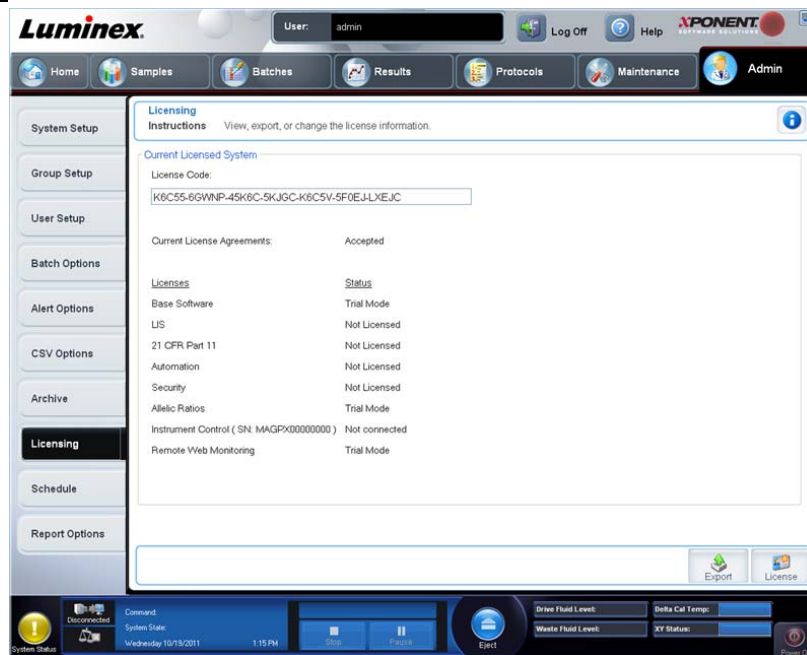 Luminex.
User: admin
Log Off
Help
XPONENT.
SOFTWARE SOLUTIONS
Home
Samples
Batches
Results
Protocols
Maintenance
Admin
System Setup
Group Setup
User Setup
Batch Options
Alert Options
CSV Options
Archive
Licensing
Schedule
Report Options
Licensing
Instructions View, export, or change the license information.
Current Licensed System
License Code:
K6C55-6GWNP-45K6C-5KJGC-K6C5V-5F0EJ-LXEJC
Current License Agreements: Accepted
Licenses Status
Base Software Trial Mode
LIS Not Licensed
21 CFR Part 11 Not Licensed
Automation Not Licensed
Security Not Licensed
Allelic Ratios Trial Mode
Instrument Control ( SN: MAGPX00000000 ) Not connected
Remote Web Monitoring Trial Mode
Export
License
System Status
Disconnected
Command:
System State:
Wednesday 10/19/2011 1:15 PM
Stop
Pause
Eject
Drive Fluid Level:
Waste Fluid Level:
Delta Cal Temp:
XY Status: